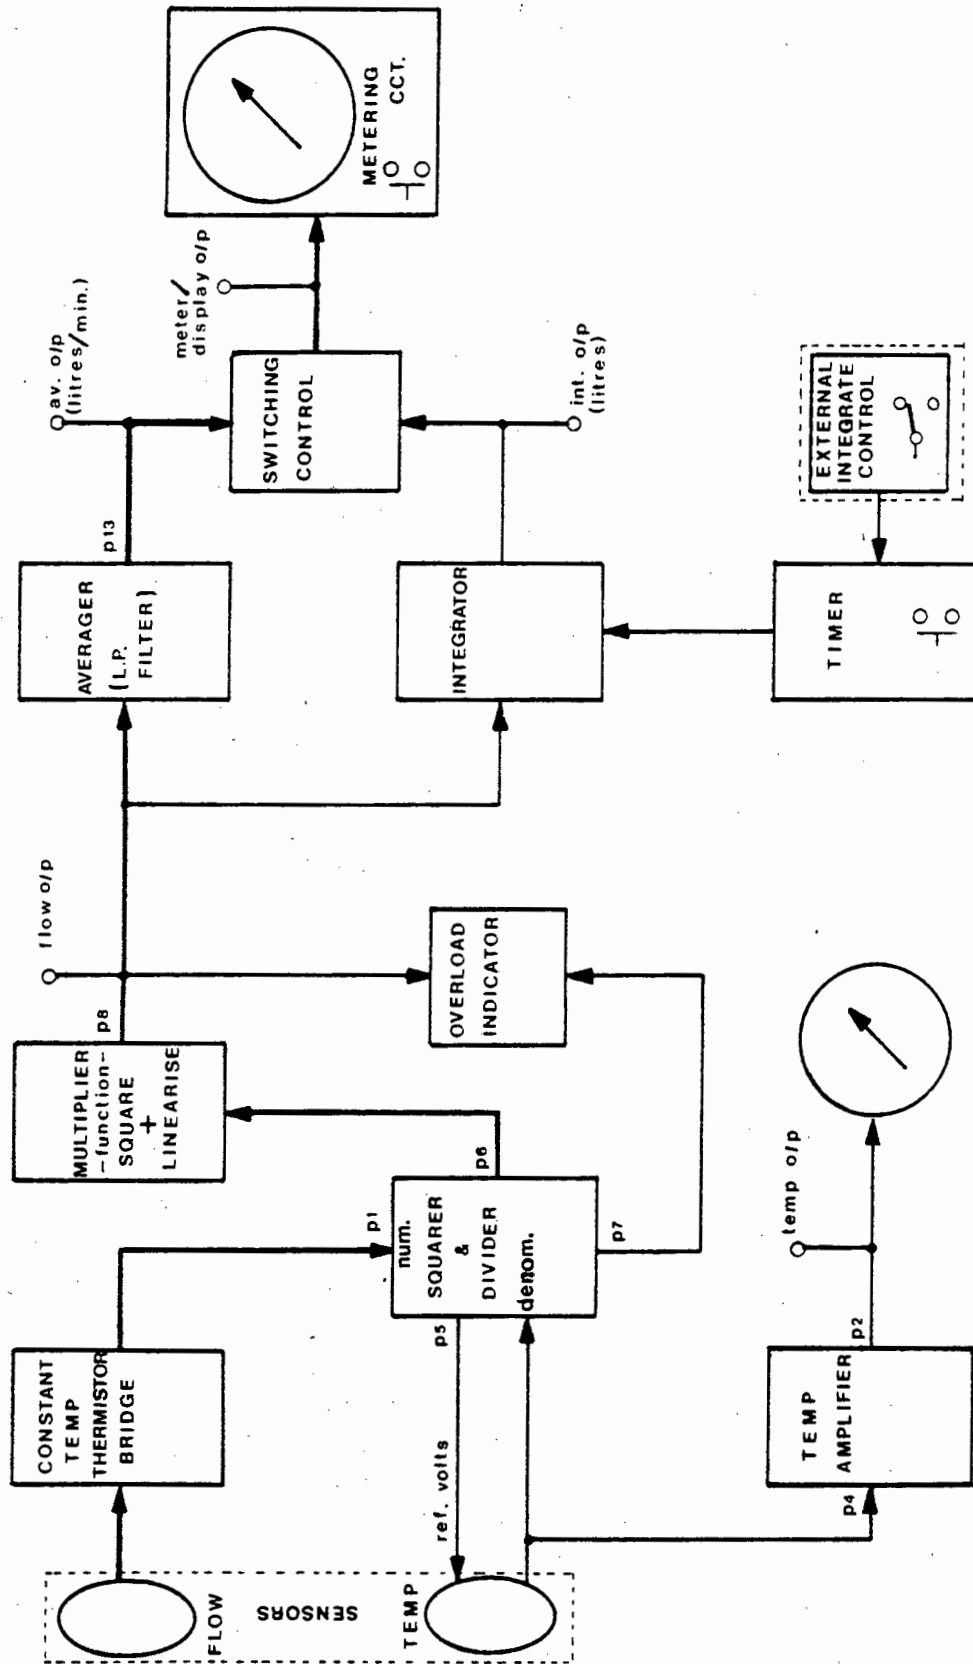 FLOW
SENSORS
TEMP
CONSTANT
TEMP
THERMISTOR
BRIDGE
ref. volts
p5
p1
num.
SQUARER
&
DIVIDER
denom.
p6
p7
MULTIPLIER
-function-
SQUARE
+
LINEARISE
p8
flow o/p
OVERLOAD
INDICATOR
p4
TEMP
AMPLIFIER
p2
temp o/p
AVERAGER
(L.P.
FILTER)
p13
av. o/p
(litres/min.)
INTEGRATOR
int. o/p
(litres)
TIMER
EXTERNAL
INTEGRATE
CONTROL
SWITCHING
CONTROL
meter/
display o/p
METERING
CCT.